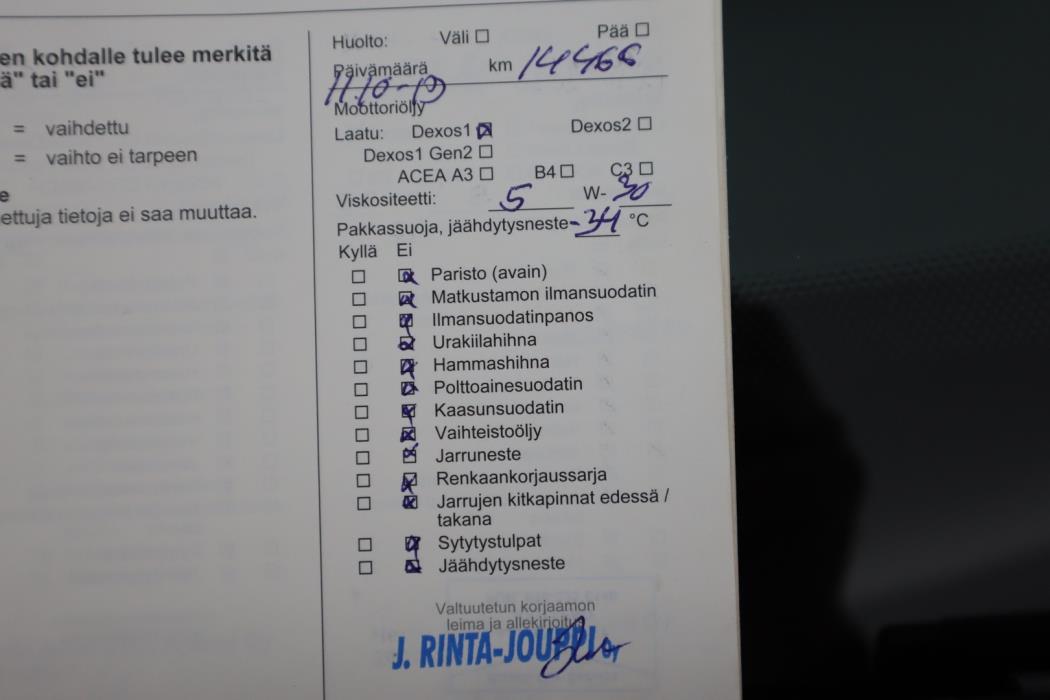 en kohdalle tulee merkitä
ä" tai "ei"
= vaihdettu
= vaihto ei tarpeen
e
ettuja tietoja ei saa muuttaa.
Huolto: Väli ☐ Pää ☐
Päivämäärä km 14466
Moottoriöljy
Laatu: Dexos1 ☒ Dexos2 ☐
Dexos1 Gen2 ☐
ACEA A3 ☐ B4 ☐ C3 ☐
Viskositeetti: 5 W- 30
Pakkassuoja, jäähdytysneste -34 °C
Kyllä Ei
☐ ☒ Paristo (avain)
☐ ☒ Matkustamon ilmansuodatin
☐ ☒ Ilmansuodatinpanos
☐ ☒ Urakiilahihna
☐ ☒ Hammashihna
☐ ☒ Polttoainesuodatin
☐ ☒ Kaasunsuodatin
☐ ☒ Vaihteistoöljy
☐ ☒ Jarruneste
☐ ☒ Renkaankorjaussarja
☐ ☒ Jarrujen kitkapinnat edessä /
takana
☐ ☒ Sytytystulpat
☐ ☒ Jäähdytysneste
Valtuutetun korjaamon
leima ja allekirjoitus
J. RINTA-JOUPPI